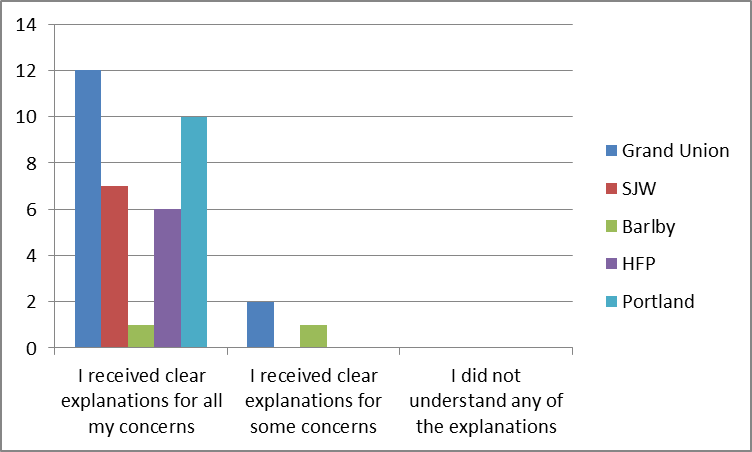 14
12
10
8
6
4
2
0
I received clear
explanations for all
my concerns
I received clear
explanations for
some concerns
I did not
understand any of
the explanations
Grand Union
SJW
Barlby
HFP
Portland